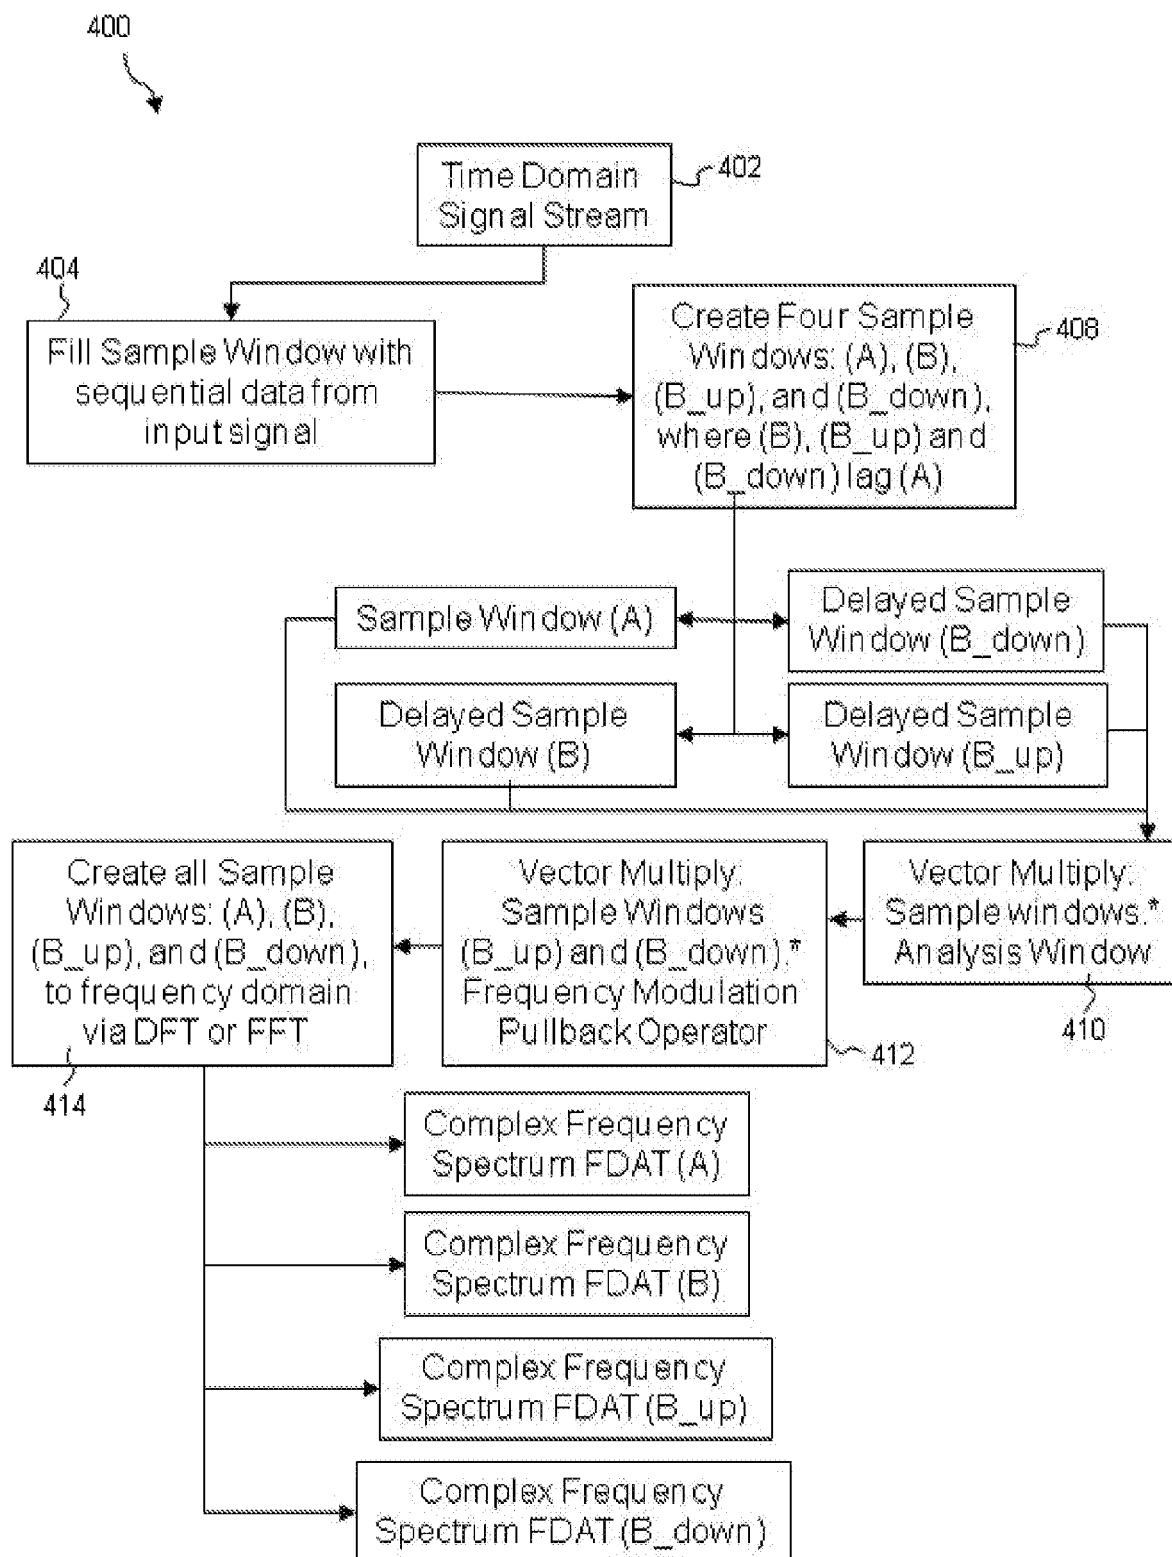 400
Time Domain
Signal Stream
402
404
Fill Sample Window with
sequential data from
input signal
Create Four Sample
Windows: (A), (B),
(B_up), and (B_down),
where (B), (B_up) and
(B_down) lag (A)
408
Sample Window (A)
Delayed Sample
Window (B_down)
Delayed Sample
Window (B)
Delayed Sample
Window (B_up)
Create all Sample
Windows: (A), (B),
(B_up), and (B_down),
to frequency domain
via DFT or FFT
414
Vector Multiply:
Sample Windows
(B_up) and (B_down).*
Frequency Modulation
Pullback Operator
412
Vector Multiply:
Sample windows.*
Analysis Window
410
Complex Frequency
Spectrum FDAT (A)
Complex Frequency
Spectrum FDAT (B)
Complex Frequency
Spectrum FDAT (B_up)
Complex Frequency
Spectrum FDAT (B_down)